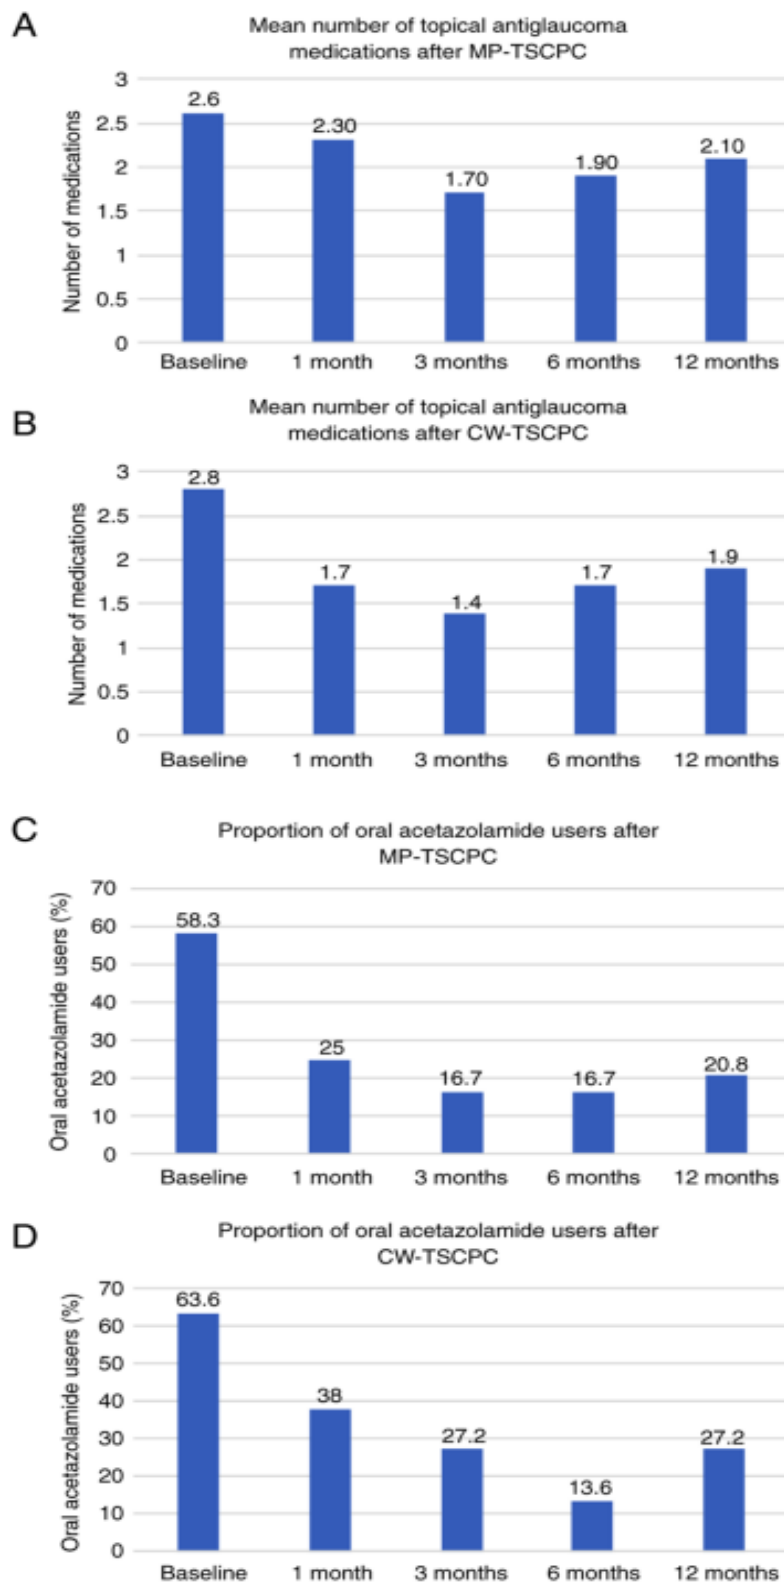 A
Mean number of topical antiglaucoma
medications after MP-TSCPC
Number of medications
3
2.5
2
1.5
1
0.5
0
2.6
2.30
1.70
1.90
2.10
Baseline 1 month 3 months 6 months 12 months
B
Mean number of topical antiglaucoma
medications after CW-TSCPC
Number of medications
3
2.5
2
1.5
1
0.5
0
2.8
1.7
1.4
1.7
1.9
Baseline 1 month 3 months 6 months 12 months
C
Proportion of oral acetazolamide users after
MP-TSCPC
Oral acetazolamide users (%)
70
60
50
40
30
20
10
0
58.3
25
16.7
16.7
20.8
Baseline 1 month 3 months 6 months 12 months
D
Proportion of oral acetazolamide users after
CW-TSCPC
Oral acetazolamide users (%)
70
60
50
40
30
20
10
0
63.6
38
27.2
13.6
27.2
Baseline 1 month 3 months 6 months 12 months